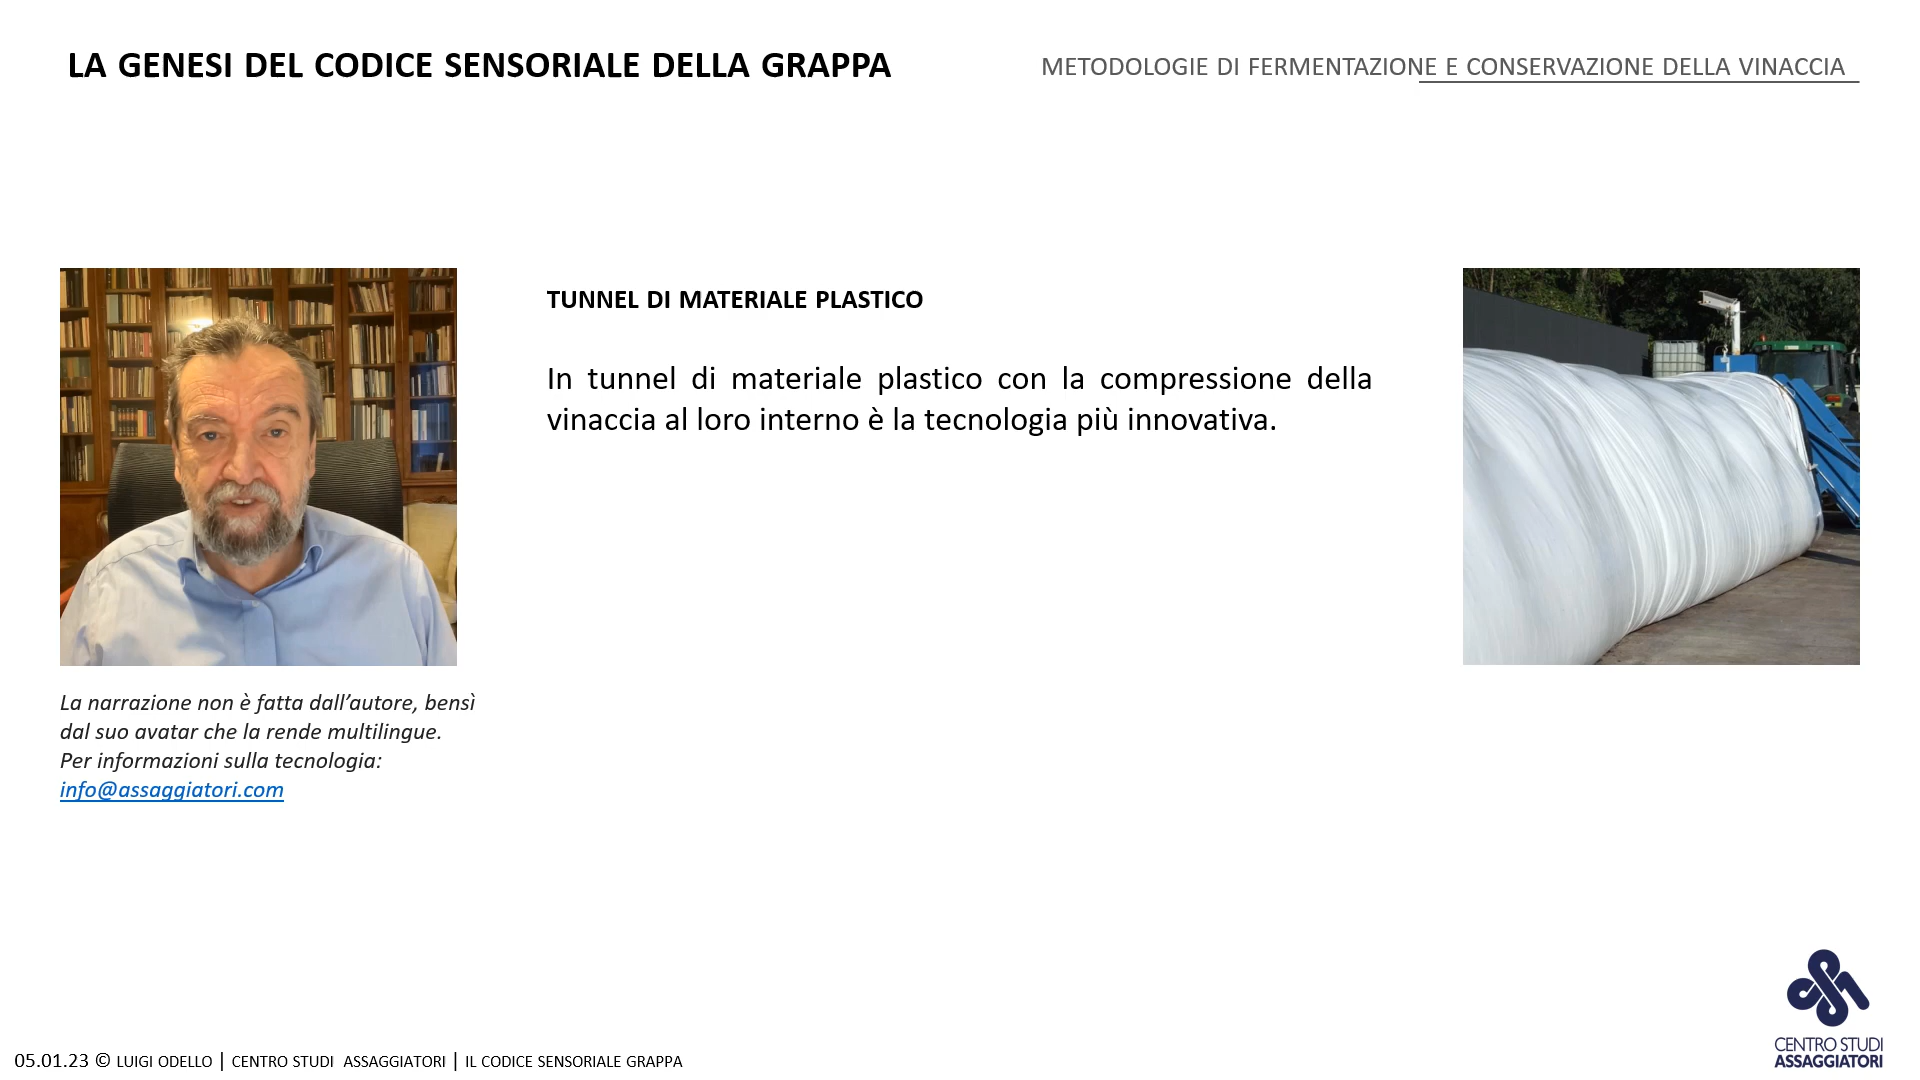 LA GENESI DEL CODICE SENSORIALE DELLA GRAPPA
METODOLOGIE DI FERMENTAZIONE E CONSERVAZIONE DELLA VINACCIA
TUNNEL DI MATERIALE PLASTICO
In tunnel di materiale plastico con la compressione della
vinaccia al loro interno è la tecnologia più innovativa.
La narrazione non è fatta dall’autore, bensì
dal suo avatar che la rende multilingue.
Per informazioni sulla tecnologia:
info@assaggiatori.com
05.01.23 © LUIGI ODELLO | CENTRO STUDI ASSAGGIATORI | IL CODICE SENSORIALE GRAPPA
CENTRO STUDI
ASSAGGIATORI